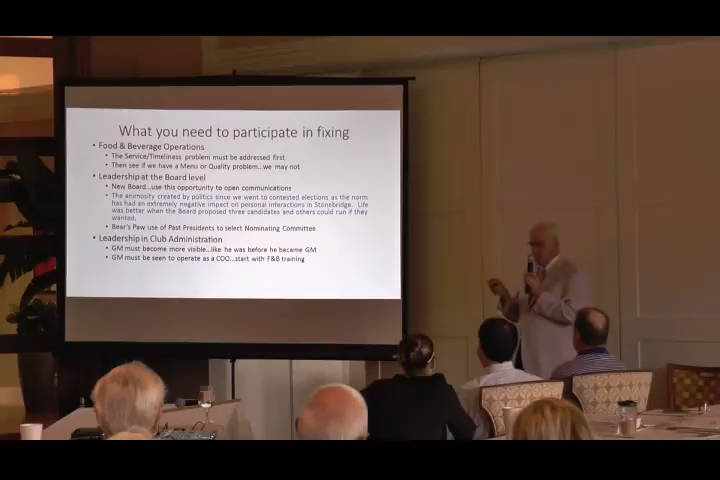 What you need to participate in fixing
• Food & Beverage Operations
• The Service/Timeliness problem must be addressed first
• Then see if we have a Menu or Quality problem...we may not
• Leadership at the Board level
• New Board...use this opportunity to open communications
• The animosity created by politics since we went to contested elections as the norm
has had an extremely negative impact on personal interactions in Stonebridge. Life
was better when the Board proposed three candidates and others could run if they
wanted.
• Bear's Paw use of Past Presidents to select Nominating Committee
• Leadership in Club Administration
• GM must become more visible...like he was before he became GM
• GM must be seen to operate as a COO...start with F&B training